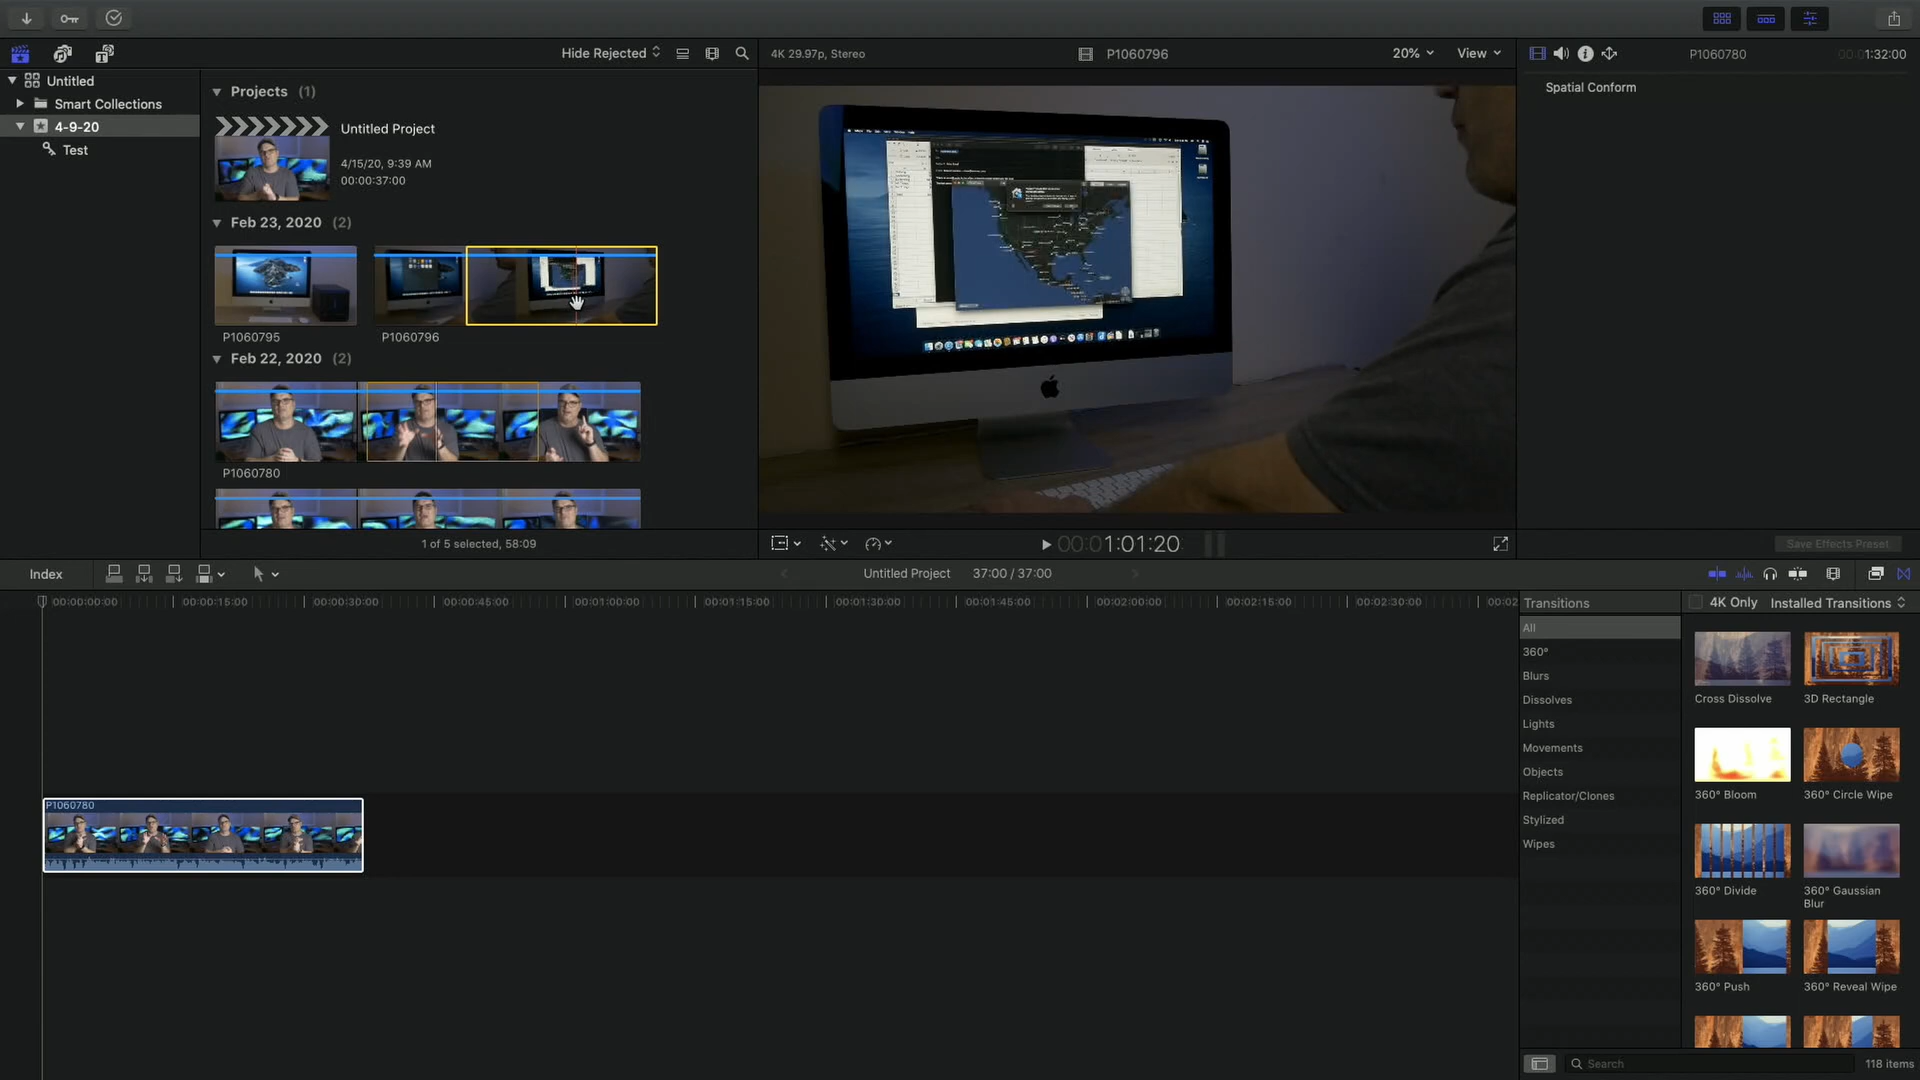 Hide Rejected
4K 29.97p, Stereo
P1060796
20%
View
P1060780
00:01:32:00
Untitled
Smart Collections
4-9-20
Test
Projects (1)
Untitled Project
4/15/20, 9:39 AM
00:00:37:00
Feb 23, 2020 (2)
P1060795
P1060796
Feb 22, 2020 (2)
P1060780
1 of 5 selected, 58:09
Spatial Conform
00:01:01:20
Save Effects Preset
Index
Untitled Project
37:00 / 37:00
00:00:00:00
00:00:15:00
00:00:30:00
00:00:45:00
00:01:00:00
00:01:15:00
00:01:30:00
00:01:45:00
00:02:00:00
00:02:15:00
00:02:30:00
00:02
P1060780
Transitions
4K Only
Installed Transitions
All
360°
Blurs
Dissolves
Lights
Movements
Objects
Replicator/Clones
Stylized
Wipes
Cross Dissolve
3D Rectangle
360° Bloom
360° Circle Wipe
360° Divide
360° Gaussian
Blur
360° Push
360° Reveal Wipe
Search
118 items